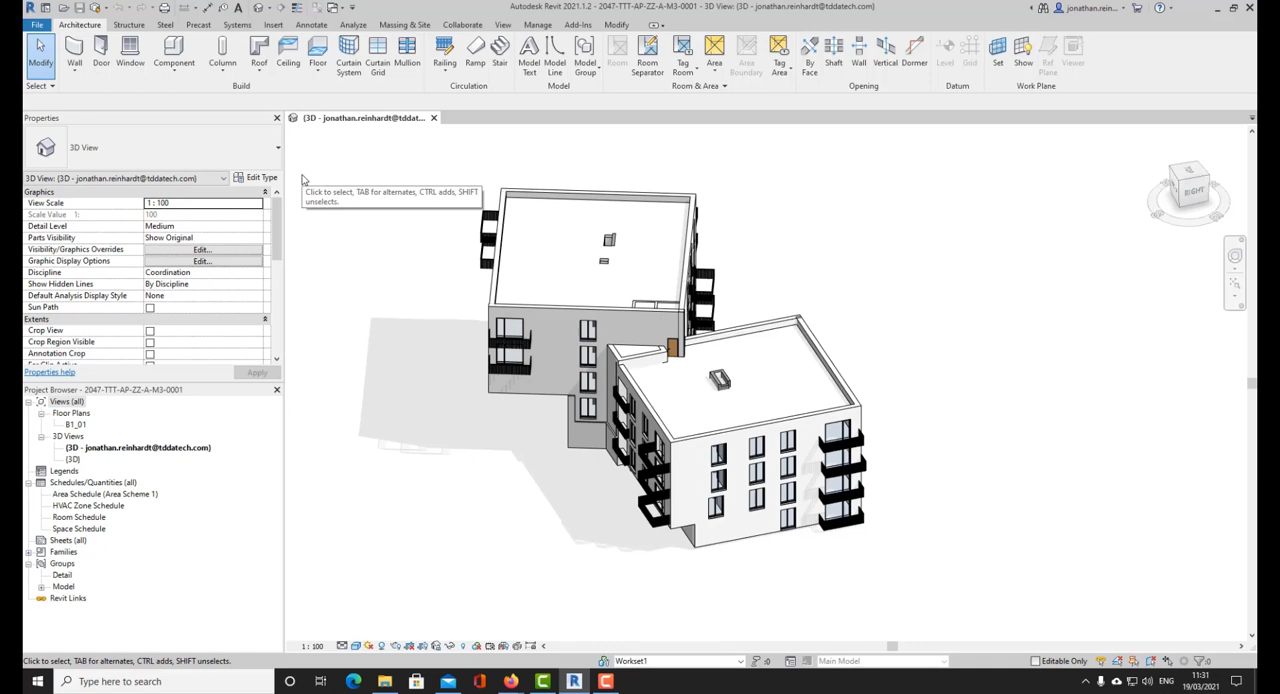 Autodesk Revit 2021.1.2 - 2047-TTT-AP-ZZ-A-M3-0001 - 3D View: {3D - jonathan.reinhardt@tddatech.com}
jonathan.rein...
File Architecture Structure Steel Precast Systems Insert Annotate Analyze Massing & Site Collaborate View Manage Add-Ins Modify
Modify Wall Door Window Component Column Roof Ceiling Floor Curtain System Curtain Grid Mullion Railing Ramp Stair Model Text Model Line Model Group Room Room Separator Tag Room Area Area Boundary Tag Area By Face Shaft Wall Vertical Dormer Level Grid Set Show Ref Plane Viewer
Select Build Circulation Model Room & Area Opening Datum Work Plane
Properties
{3D - jonathan.reinhardt@tddat...
3D View
3D View: {3D - jonathan.reinhardt@tddatech.com} Edit Type
Graphics
View Scale 1 : 100
Scale Value 1: 100
Detail Level Medium
Parts Visibility Show Original
Visibility/Graphics Overrides Edit...
Graphic Display Options Edit...
Discipline Coordination
Show Hidden Lines By Discipline
Default Analysis Display Style None
Sun Path
Extents
Crop View
Crop Region Visible
Annotation Crop
Properties help Apply
Project Browser - 2047-TTT-AP-ZZ-A-M3-0001
Views (all)
Floor Plans
B1_01
3D Views
{3D - jonathan.reinhardt@tddatech.com}
{3D}
Legends
Schedules/Quantities (all)
Area Schedule (Area Scheme 1)
HVAC Zone Schedule
Room Schedule
Space Schedule
Sheets (all)
Families
Groups
Detail
Model
Revit Links
Click to select, TAB for alternates, CTRL adds, SHIFT
unselects.
RIGHT
1 : 100
Click to select, TAB for alternates, CTRL adds, SHIFT unselects.
Workset1
:0
Main Model
Editable Only
:0
Type here to search
ENG
11:31
19/03/2021